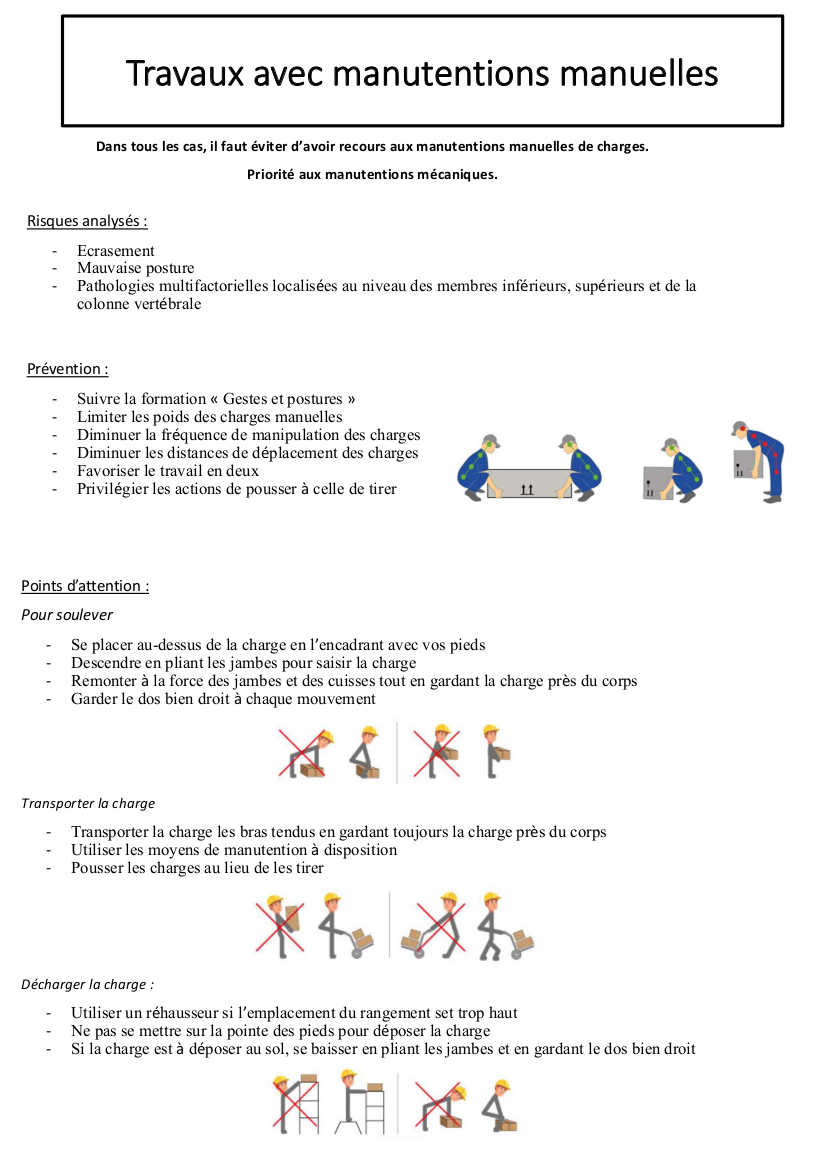 Travaux avec manutentions manuelles
Dans tous les cas, il faut éviter d’avoir recours aux manutentions manuelles de charges.
Priorité aux manutentions mécaniques.
Risques analysés :
- Ecrasement
- Mauvaise posture
- Pathologies multifactorielles localisées au niveau des membres inférieurs, supérieurs et de la
colonne vertébrale
Prévention :
- Suivre la formation « Gestes et postures »
- Limiter les poids des charges manuelles
- Diminuer la fréquence de manipulation des charges
- Diminuer les distances de déplacement des charges
- Favoriser le travail en deux
- Privilégier les actions de pousser à celle de tirer
Points d’attention :
Pour soulever
- Se placer au-dessus de la charge en l’encadrant avec vos pieds
- Descendre en pliant les jambes pour saisir la charge
- Remonter à la force des jambes et des cuisses tout en gardant la charge près du corps
- Garder le dos bien droit à chaque mouvement
Transporter la charge
- Transporter la charge les bras tendus en gardant toujours la charge près du corps
- Utiliser les moyens de manutention à disposition
- Pousser les charges au lieu de les tirer
Décharger la charge :
- Utiliser un réhausseur si l’emplacement du rangement set trop haut
- Ne pas se mettre sur la pointe des pieds pour déposer la charge
- Si la charge est à déposer au sol, se baisser en pliant les jambes et en gardant le dos bien droit